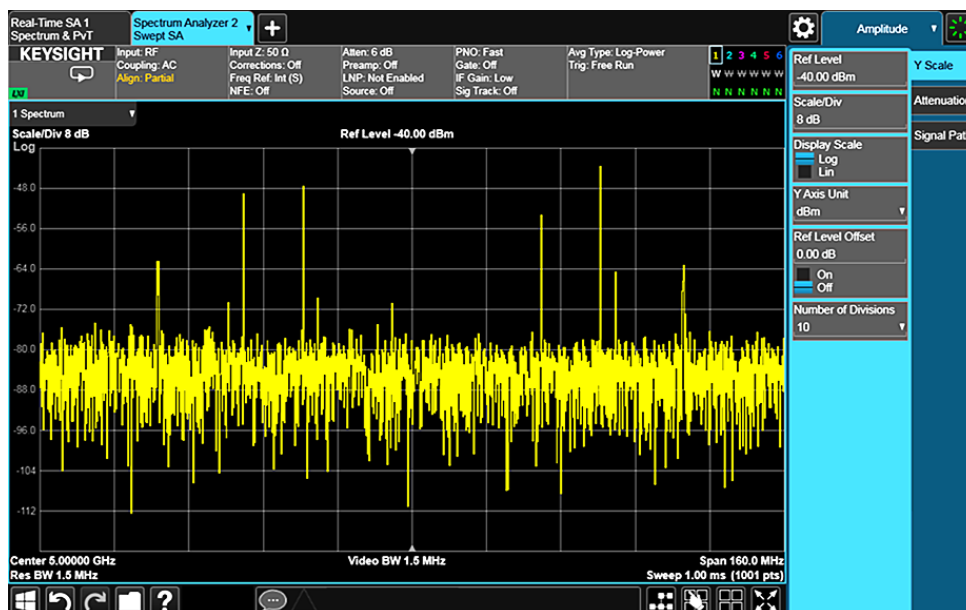 Real-Time SA 1
Spectrum & PvT
Spectrum Analyzer 2
Swept SA
Amplitude
KEYSIGHT
Input: RF
Coupling: AC
Align: Partial
Input Z: 50 Ω
Corrections: Off
Freq Ref: Int (S)
NFE: Off
Atten: 6 dB
Preamp: Off
LNP: Not Enabled
Source: Off
PNO: Fast
Gate: Off
IF Gain: Low
Sig Track: Off
Avg Type: Log-Power
Trig: Free Run
1 2 3 4 5 6
W W W W W W
N N N N N N
1 Spectrum
Scale/Div 8 dB
Ref Level -40.00 dBm
Log
-48.0
-56.0
-64.0
-72.0
-80.0
-88.0
-96.0
-104
-112
Center 5.00000 GHz
Res BW 1.5 MHz
Video BW 1.5 MHz
Span 160.0 MHz
Sweep 1.00 ms (1001 pts)
Ref Level
-40.00 dBm
Scale/Div
8 dB
Display Scale
Log
Lin
Y Axis Unit
dBm
Ref Level Offset
0.00 dB
On
Off
Number of Divisions
10
Y Scale
Attenuation
Signal Pat
?